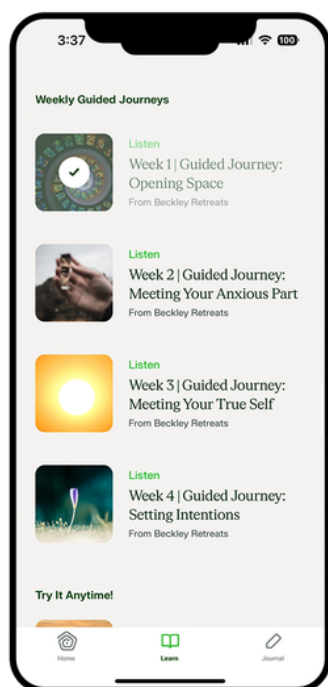 3:37
100
Weekly Guided Journeys
Listen
Week 1 | Guided Journey:
Opening Space
From Beckley Retreats
Listen
Week 2 | Guided Journey:
Meeting Your Anxious Part
From Beckley Retreats
Listen
Week 3 | Guided Journey:
Meeting Your True Self
From Beckley Retreats
Listen
Week 4 | Guided Journey:
Setting Intentions
From Beckley Retreats
Try It Anytime!
Home
Learn
Journal